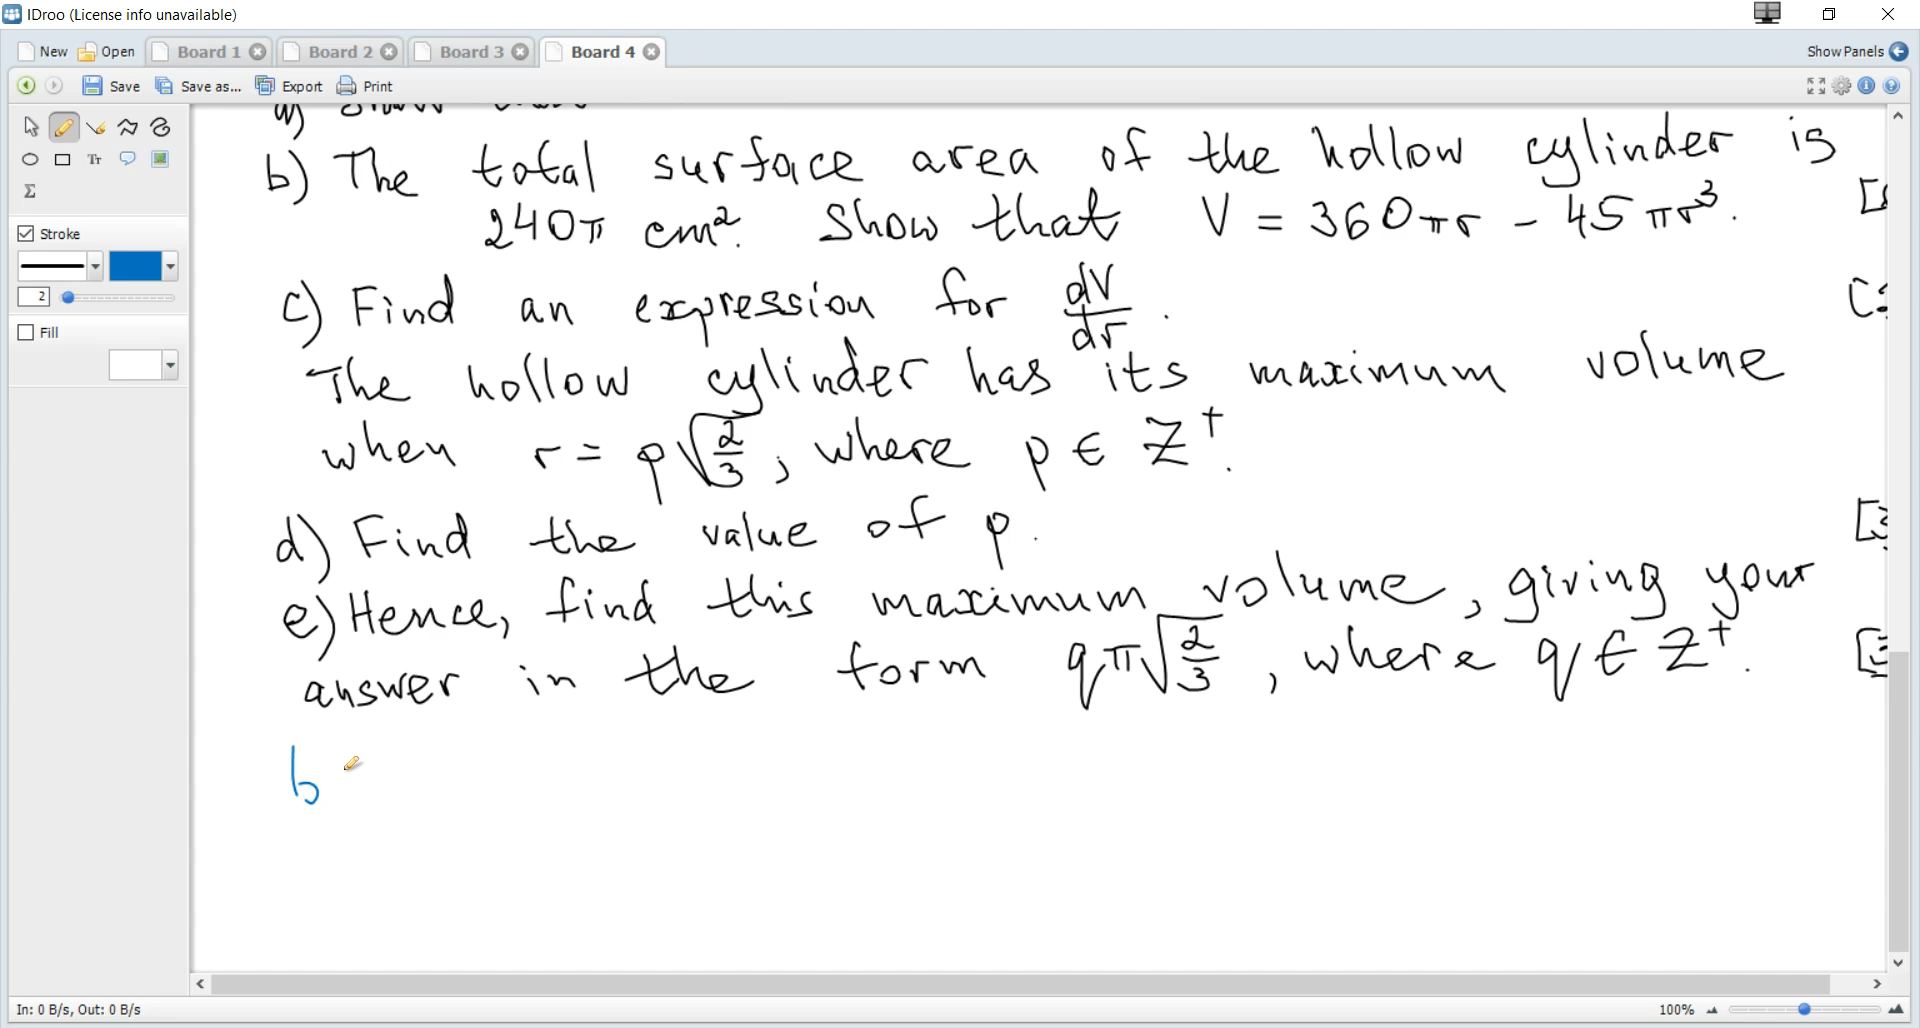 IDroo (License info unavailable)
New Open Board 1 Board 2 Board 3 Board 4 Show Panels
Save Save as... Export Print
a) Show that
b) The total surface area of the hollow cylinder is
240π cm². Show that V = 360πr - 45πr³.
c) Find an expression for dV/dr.
The hollow cylinder has its maximum volume
when r = p√(2/3), where p ∈ Z⁺.
d) Find the value of p.
e) Hence, find this maximum volume, giving your
answer in the form qπ√(2/3), where q ∈ Z⁺.
b
Tr
Σ
Stroke
2
Fill
In: 0 B/s, Out: 0 B/s
100%